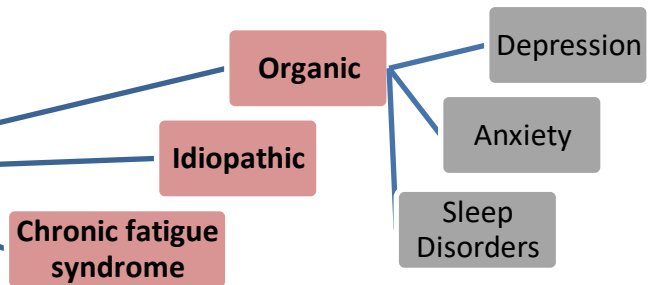 Organic
Depression
Anxiety
Idiopathic
Sleep
Disorders
Chronic fatigue
syndrome